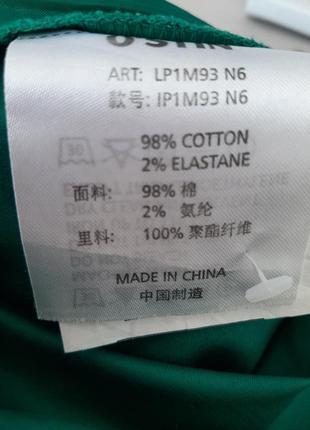 O'STIN
ART: LP1M93 N6
款号: IP1M93 N6
98% COTTON
2% ELASTANE
面料: 98% 棉
2% 氨纶
里料: 100% 聚酯纤维
MADE IN CHINA
中国制造